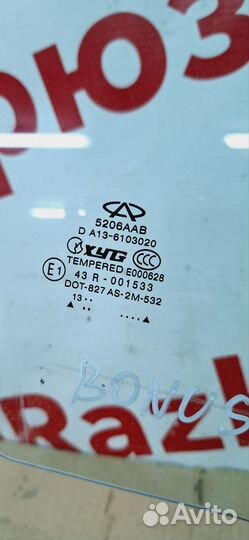 РЮЗ
5206AAB
D A13-6103020
XYG CCC
TEMPERED E000628
E1 43 R-001533
DOT-827 AS-2M-532
13..
....
BONUS
Razb
Avito